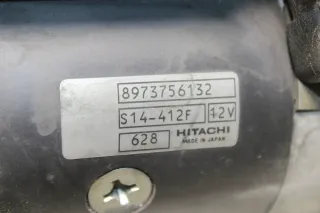 8973756132
S14-412F 12V
628 HITACHI
MADE IN JAPAN